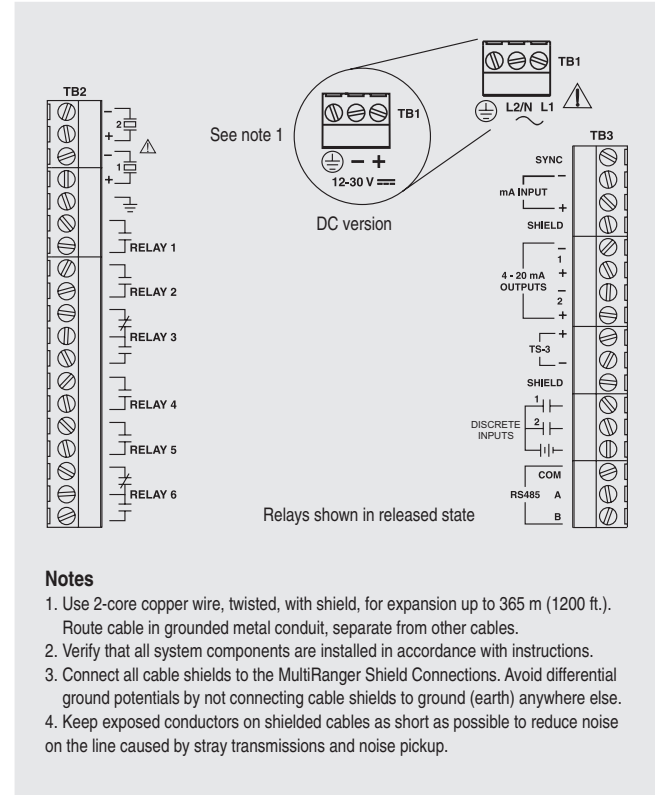 TB2
- 2 +
- 1 +
RELAY 1
RELAY 2
RELAY 3
RELAY 4
RELAY 5
RELAY 6
See note 1
TB1
- +
12-30 V
DC version
TB1
L2/N L1
TB3
SYNC
-
mA INPUT
+
SHIELD
-
1
+
4 - 20 mA
OUTPUTS
-
2
+
+
TS-3
-
SHIELD
1
DISCRETE
INPUTS
2
COM
RS485 A
B
Relays shown in released state
Notes
1. Use 2-core copper wire, twisted, with shield, for expansion up to 365 m (1200 ft.).
Route cable in grounded metal conduit, separate from other cables.
2. Verify that all system components are installed in accordance with instructions.
3. Connect all cable shields to the MultiRanger Shield Connections. Avoid differential
ground potentials by not connecting cable shields to ground (earth) anywhere else.
4. Keep exposed conductors on shielded cables as short as possible to reduce noise
on the line caused by stray transmissions and noise pickup.